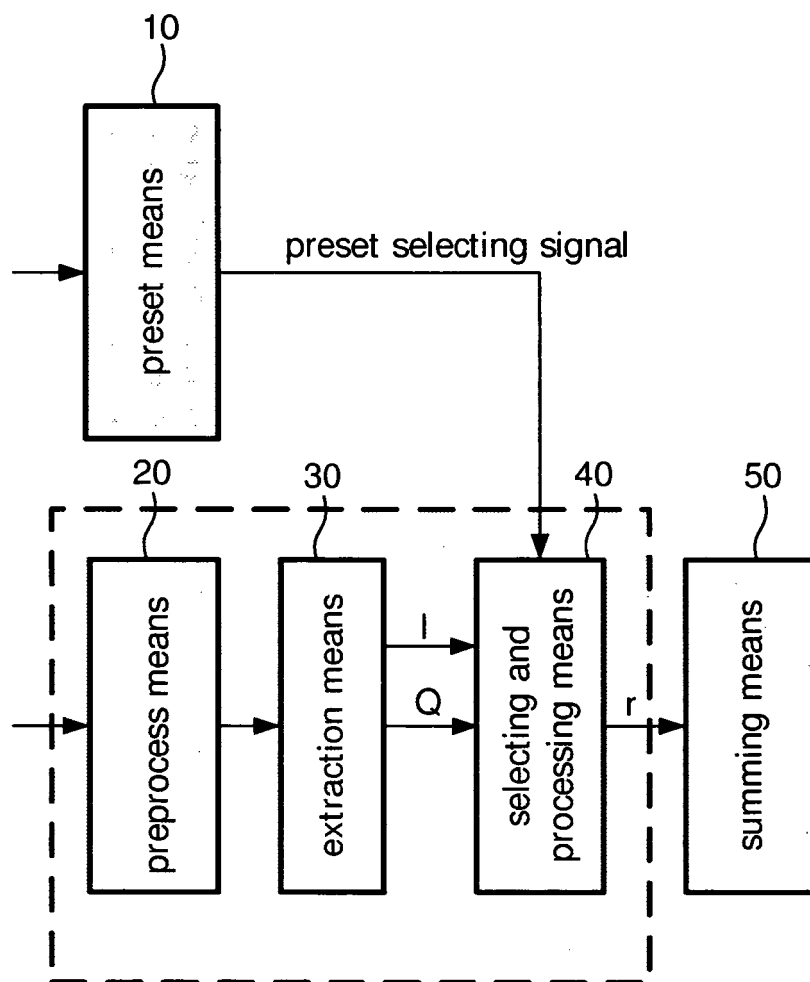 10
preset means
preset selecting signal
20
30
40
50
preprocess means
extraction means
I
Q
selecting and
processing means
r
summing means